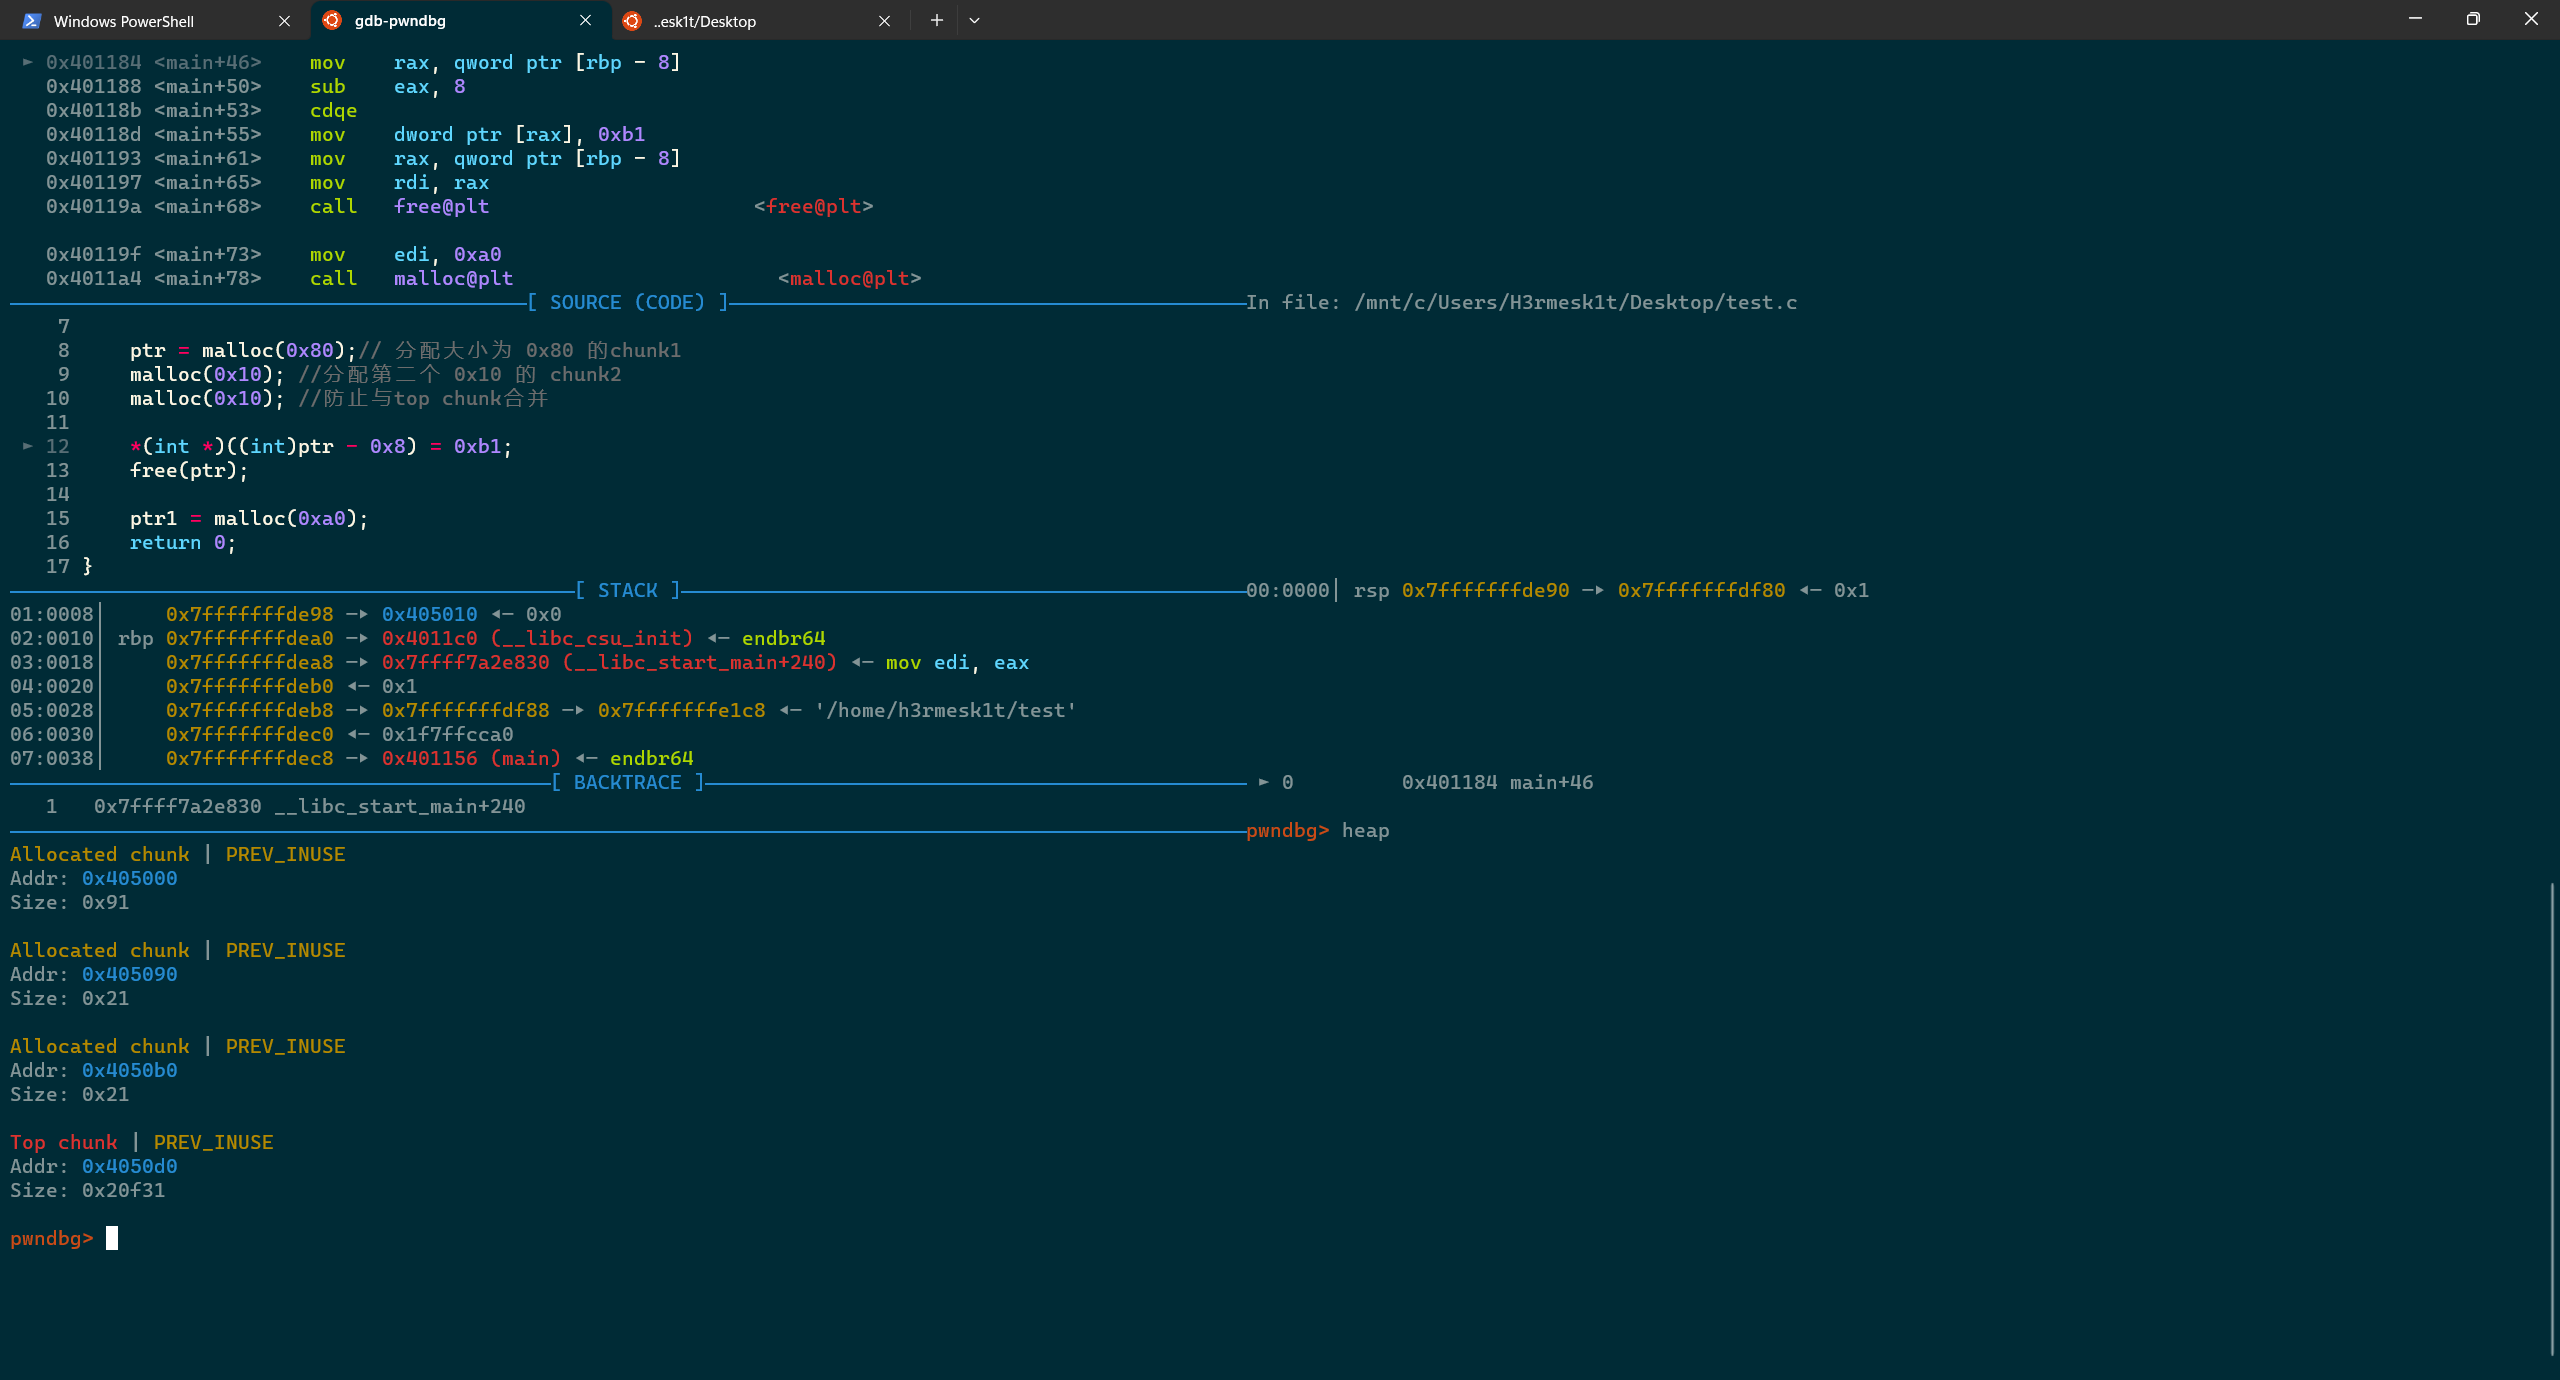 Windows PowerShell
gdb-pwndbg
..esk1t/Desktop
► 0x401184 <main+46>    mov    rax, qword ptr [rbp - 8]
0x401188 <main+50>    sub    eax, 8
0x40118b <main+53>    cdqe
0x40118d <main+55>    mov    dword ptr [rax], 0xb1
0x401193 <main+61>    mov    rax, qword ptr [rbp - 8]
0x401197 <main+65>    mov    rdi, rax
0x40119a <main+68>    call   free@plt                      <free@plt>
0x40119f <main+73>    mov    edi, 0xa0
0x4011a4 <main+78>    call   malloc@plt                      <malloc@plt>
[ SOURCE (CODE) ] In file: /mnt/c/Users/H3rmesk1t/Desktop/test.c
7
8     ptr = malloc(0x80);// 分配大小为 0x80 的chunk1
9     malloc(0x10); //分配第二个 0x10 的 chunk2
10     malloc(0x10); //防止与top chunk合并
11
► 12     *(int *)((int)ptr - 0x8) = 0xb1;
13     free(ptr);
14
15     ptr1 = malloc(0xa0);
16     return 0;
17 }
[ STACK ] 00:0000│ rsp 0x7fffffffde90 —▸ 0x7fffffffdf80 ◂— 0x1
01:0008│     0x7fffffffde98 —▸ 0x405010 ◂— 0x0
02:0010│ rbp 0x7fffffffdea0 —▸ 0x4011c0 (__libc_csu_init) ◂— endbr64
03:0018│     0x7fffffffdea8 —▸ 0x7ffff7a2e830 (__libc_start_main+240) ◂— mov edi, eax
04:0020│     0x7fffffffdeb0 ◂— 0x1
05:0028│     0x7fffffffdeb8 —▸ 0x7fffffffdf88 —▸ 0x7fffffffe1c8 ◂— '/home/h3rmesk1t/test'
06:0030│     0x7fffffffdec0 ◂— 0x1f7ffcca0
07:0038│     0x7fffffffdec8 —▸ 0x401156 (main) ◂— endbr64
[ BACKTRACE ] ► 0         0x401184 main+46
1   0x7ffff7a2e830 __libc_start_main+240
pwndbg> heap
Allocated chunk | PREV_INUSE
Addr: 0x405000
Size: 0x91
Allocated chunk | PREV_INUSE
Addr: 0x405090
Size: 0x21
Allocated chunk | PREV_INUSE
Addr: 0x4050b0
Size: 0x21
Top chunk | PREV_INUSE
Addr: 0x4050d0
Size: 0x20f31
pwndbg>